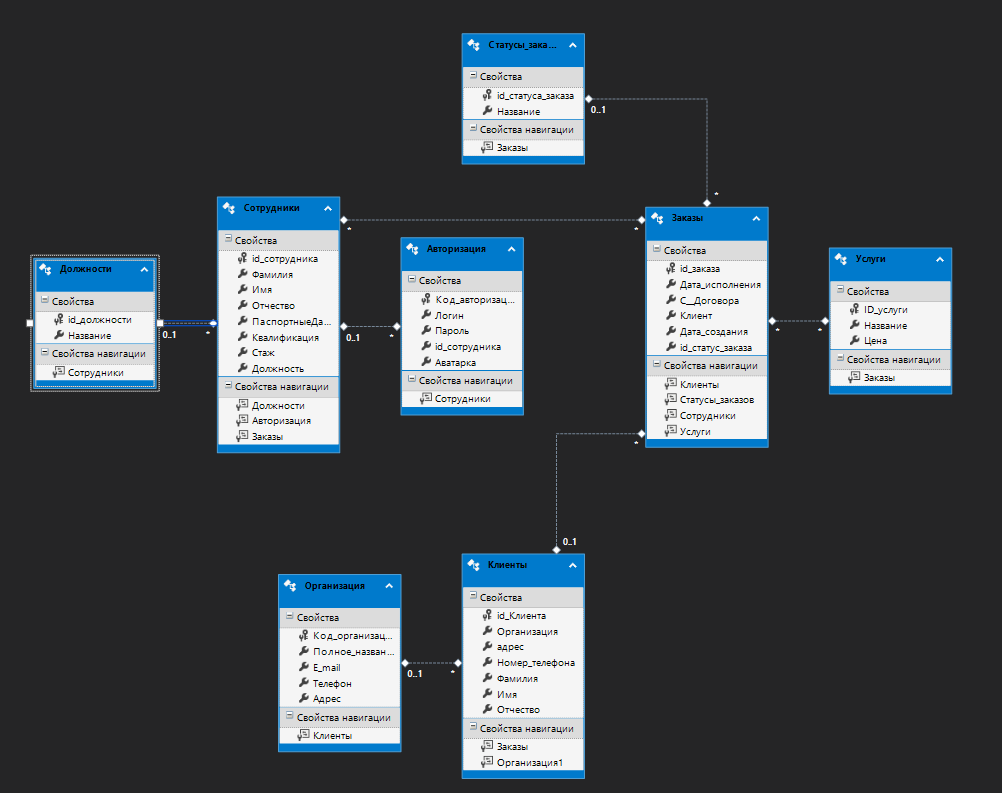 Статусы_зака...
Свойства
id_статуса_заказа
Название
Свойства навигации
Заказы
0..1
*
Сотрудники
Свойства
id_сотрудника
Фамилия
Имя
Отчество
ПаспортныеДа...
Квалификация
Стаж
Должность
Свойства навигации
Должности
Авторизация
Заказы
*
*
0..1
*
Авторизация
Свойства
Код_авторизац...
Логин
Пароль
id_сотрудника
Аватарка
Свойства навигации
Сотрудники
Заказы
Свойства
id_заказа
Дата_исполнения
С__Договора
Клиент
Дата_создания
id_статус_заказа
Свойства навигации
Клиенты
Статусы_заказов
Сотрудники
Услуги
*
*
Услуги
Свойства
ID_услуги
Название
Цена
Свойства навигации
Заказы
Должности
Свойства
id_должности
Название
Свойства навигации
Сотрудники
0..1
*
*
0..1
Организация
Свойства
Код_организац...
Полное_назван...
E_mail
Телефон
Адрес
Свойства навигации
Клиенты
0..1
*
Клиенты
Свойства
id_Клиента
Организация
адрес
Номер_телефона
Фамилия
Имя
Отчество
Свойства навигации
Заказы
Организация1